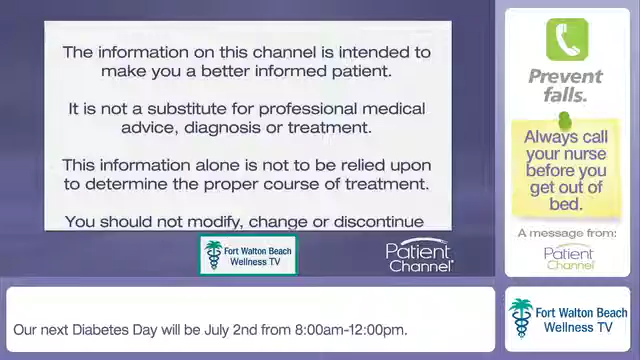 The information on this channel is intended to
make you a better informed patient.
It is not a substitute for professional medical
advice, diagnosis or treatment.
This information alone is not to be relied upon
to determine the proper course of treatment.
You should not modify, change or discontinue
Fort Walton Beach
Wellness TV
Patient
Channel
Prevent
falls.
Always call
your nurse
before you
get out of
bed.
A message from:
Patient
Channel
Our next Diabetes Day will be July 2nd from 8:00am-12:00pm.
Fort Walton Beach
Wellness TV